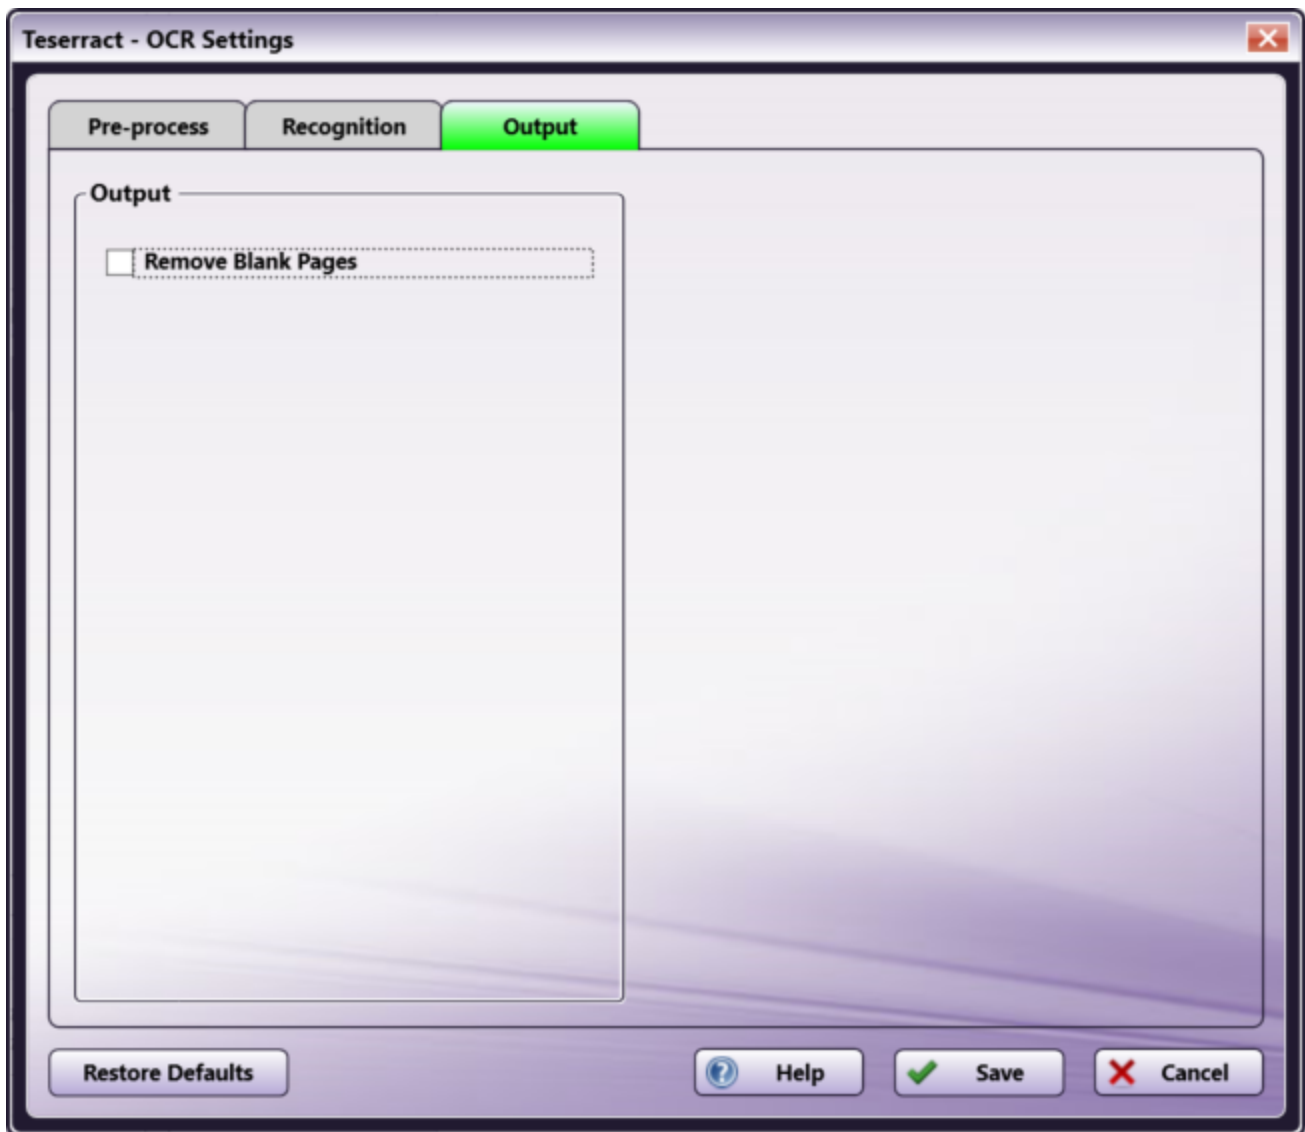 Teserract - OCR Settings
Pre-process Recognition Output
Output
Remove Blank Pages
Restore Defaults Help Save Cancel